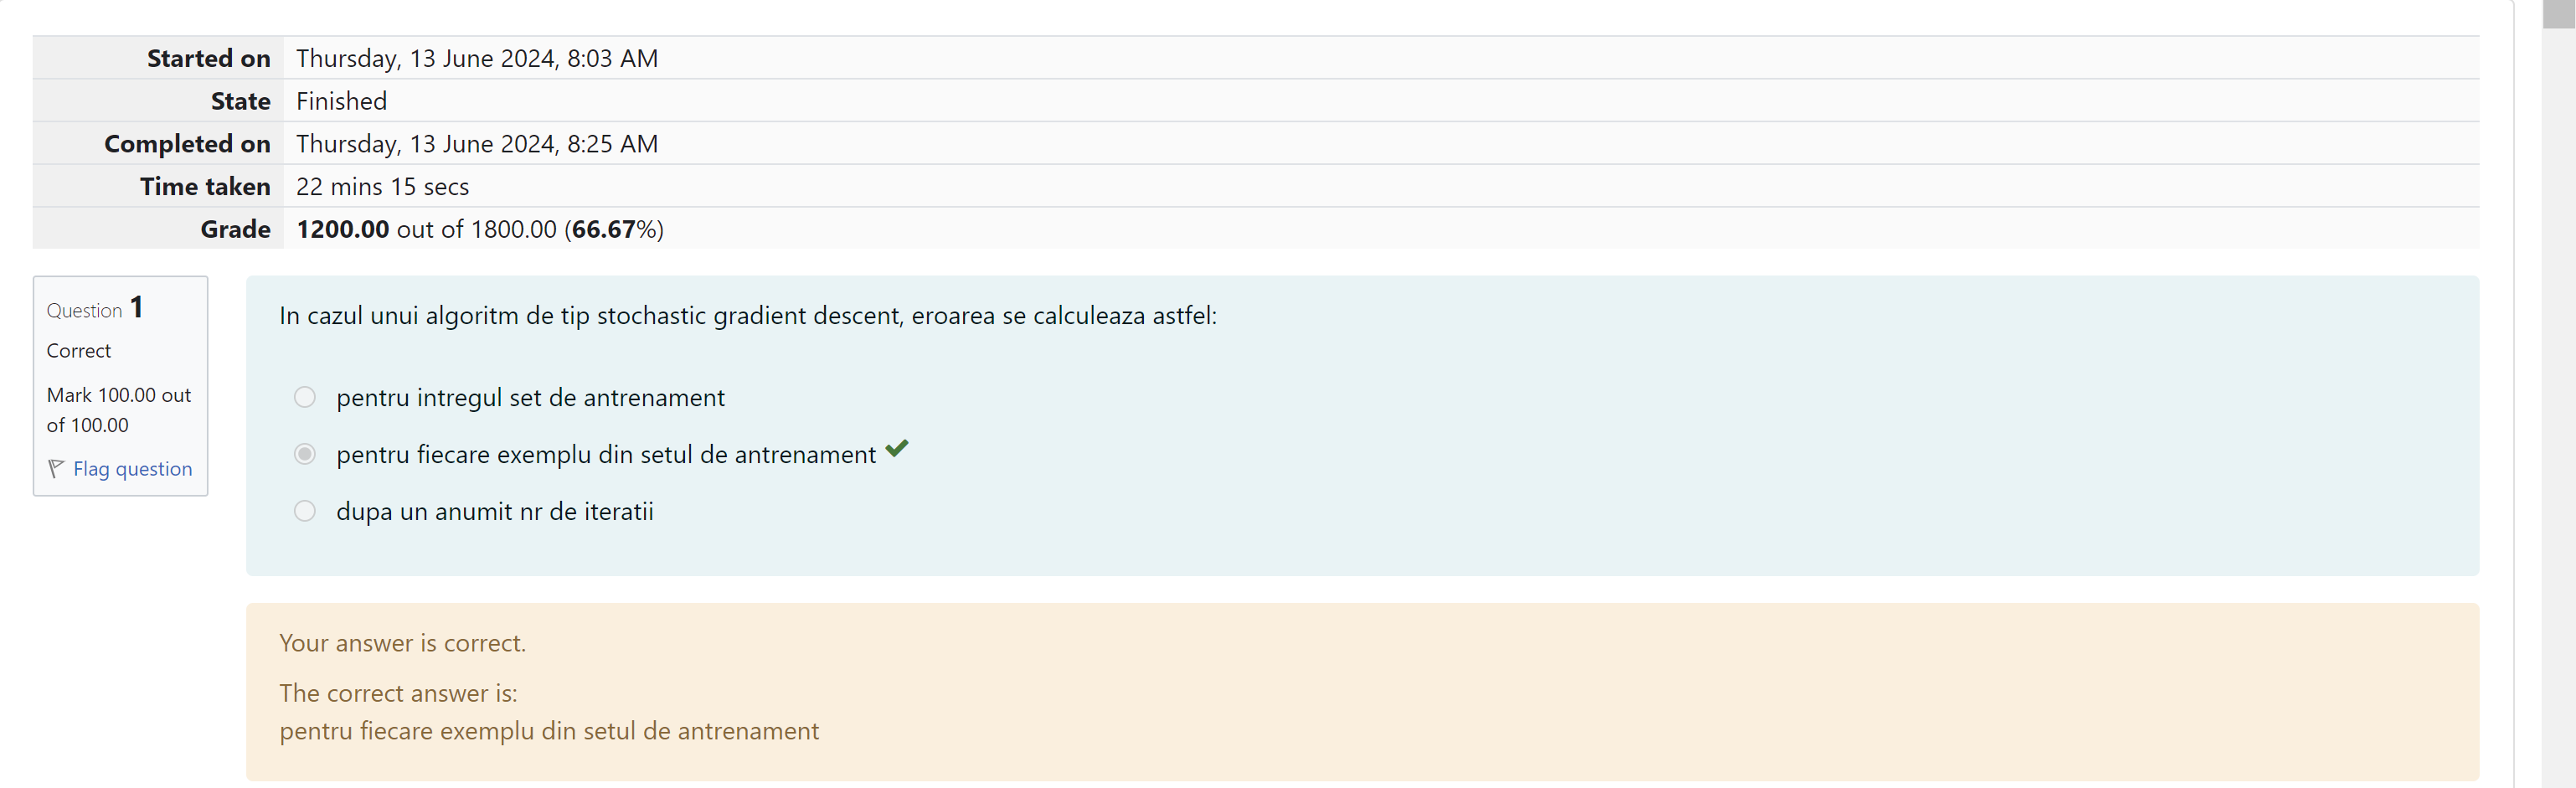 Started on Thursday, 13 June 2024, 8:03 AM
State Finished
Completed on Thursday, 13 June 2024, 8:25 AM
Time taken 22 mins 15 secs
Grade 1200.00 out of 1800.00 (66.67%)
Question 1
Correct
Mark 100.00 out
of 100.00
Flag question
In cazul unui algoritm de tip stochastic gradient descent, eroarea se calculeaza astfel:
pentru intregul set de antrenament
pentru fiecare exemplu din setul de antrenament
dupa un anumit nr de iteratii
Your answer is correct.
The correct answer is:
pentru fiecare exemplu din setul de antrenament